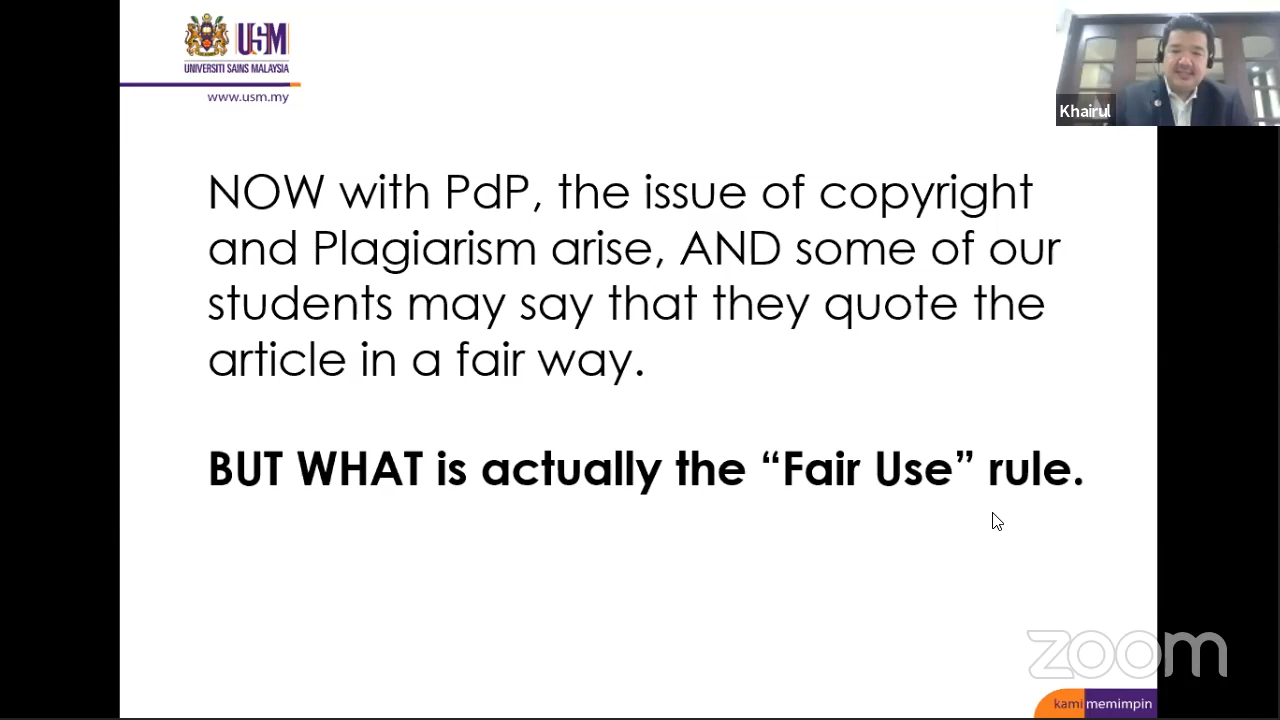 USM
UNIVERSITI SAINS MALAYSIA
www.usm.my
Khairul
NOW with PdP, the issue of copyright
and Plagiarism arise, AND some of our
students may say that they quote the
article in a fair way.
BUT WHAT is actually the “Fair Use” rule.
zoom
kami memimpin